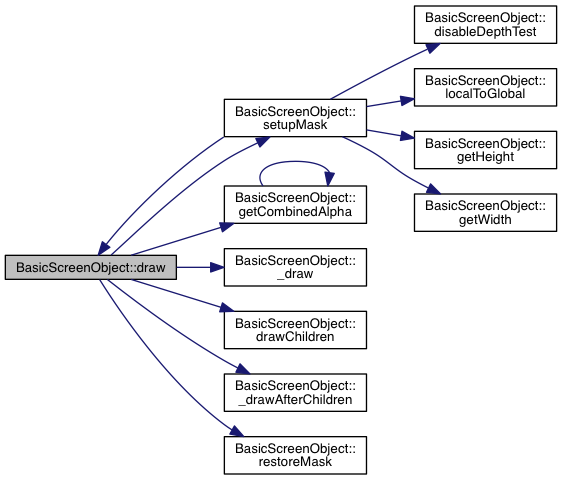 BasicScreenObject::draw
BasicScreenObject::
setupMask
BasicScreenObject::
getCombinedAlpha
BasicScreenObject::
_draw
BasicScreenObject::
drawChildren
BasicScreenObject::
_drawAfterChildren
BasicScreenObject::
restoreMask
BasicScreenObject::
disableDepthTest
BasicScreenObject::
localToGlobal
BasicScreenObject::
getHeight
BasicScreenObject::
getWidth